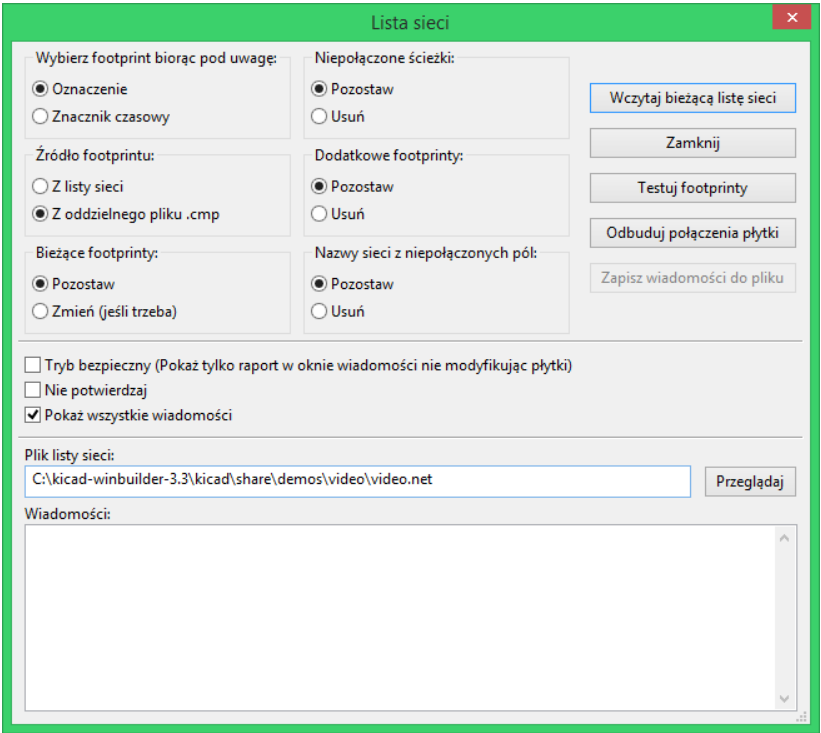 Lista sieci
Wybierz footprint biorąc pod uwagę:
Oznaczenie
Znacznik czasowy
Źródło footprintu:
Z listy sieci
Z oddzielnego pliku .cmp
Bieżące footprinty:
Pozostaw
Zmień (jeśli trzeba)
Niepołączone ścieżki:
Pozostaw
Usuń
Dodatkowe footprinty:
Pozostaw
Usuń
Nazwy sieci z niepołączonych pól:
Pozostaw
Usuń
Wczytaj bieżącą listę sieci
Zamknij
Testuj footprinty
Odbuduj połączenia płytki
Zapisz wiadomości do pliku
Tryb bezpieczny (Pokaż tylko raport w oknie wiadomości nie modyfikując płytki)
Nie potwierdzaj
Pokaż wszystkie wiadomości
Plik listy sieci:
C:\kicad-winbuilder-3.3\kicad\share\demos\video\video.net
Przeglądaj
Wiadomości: